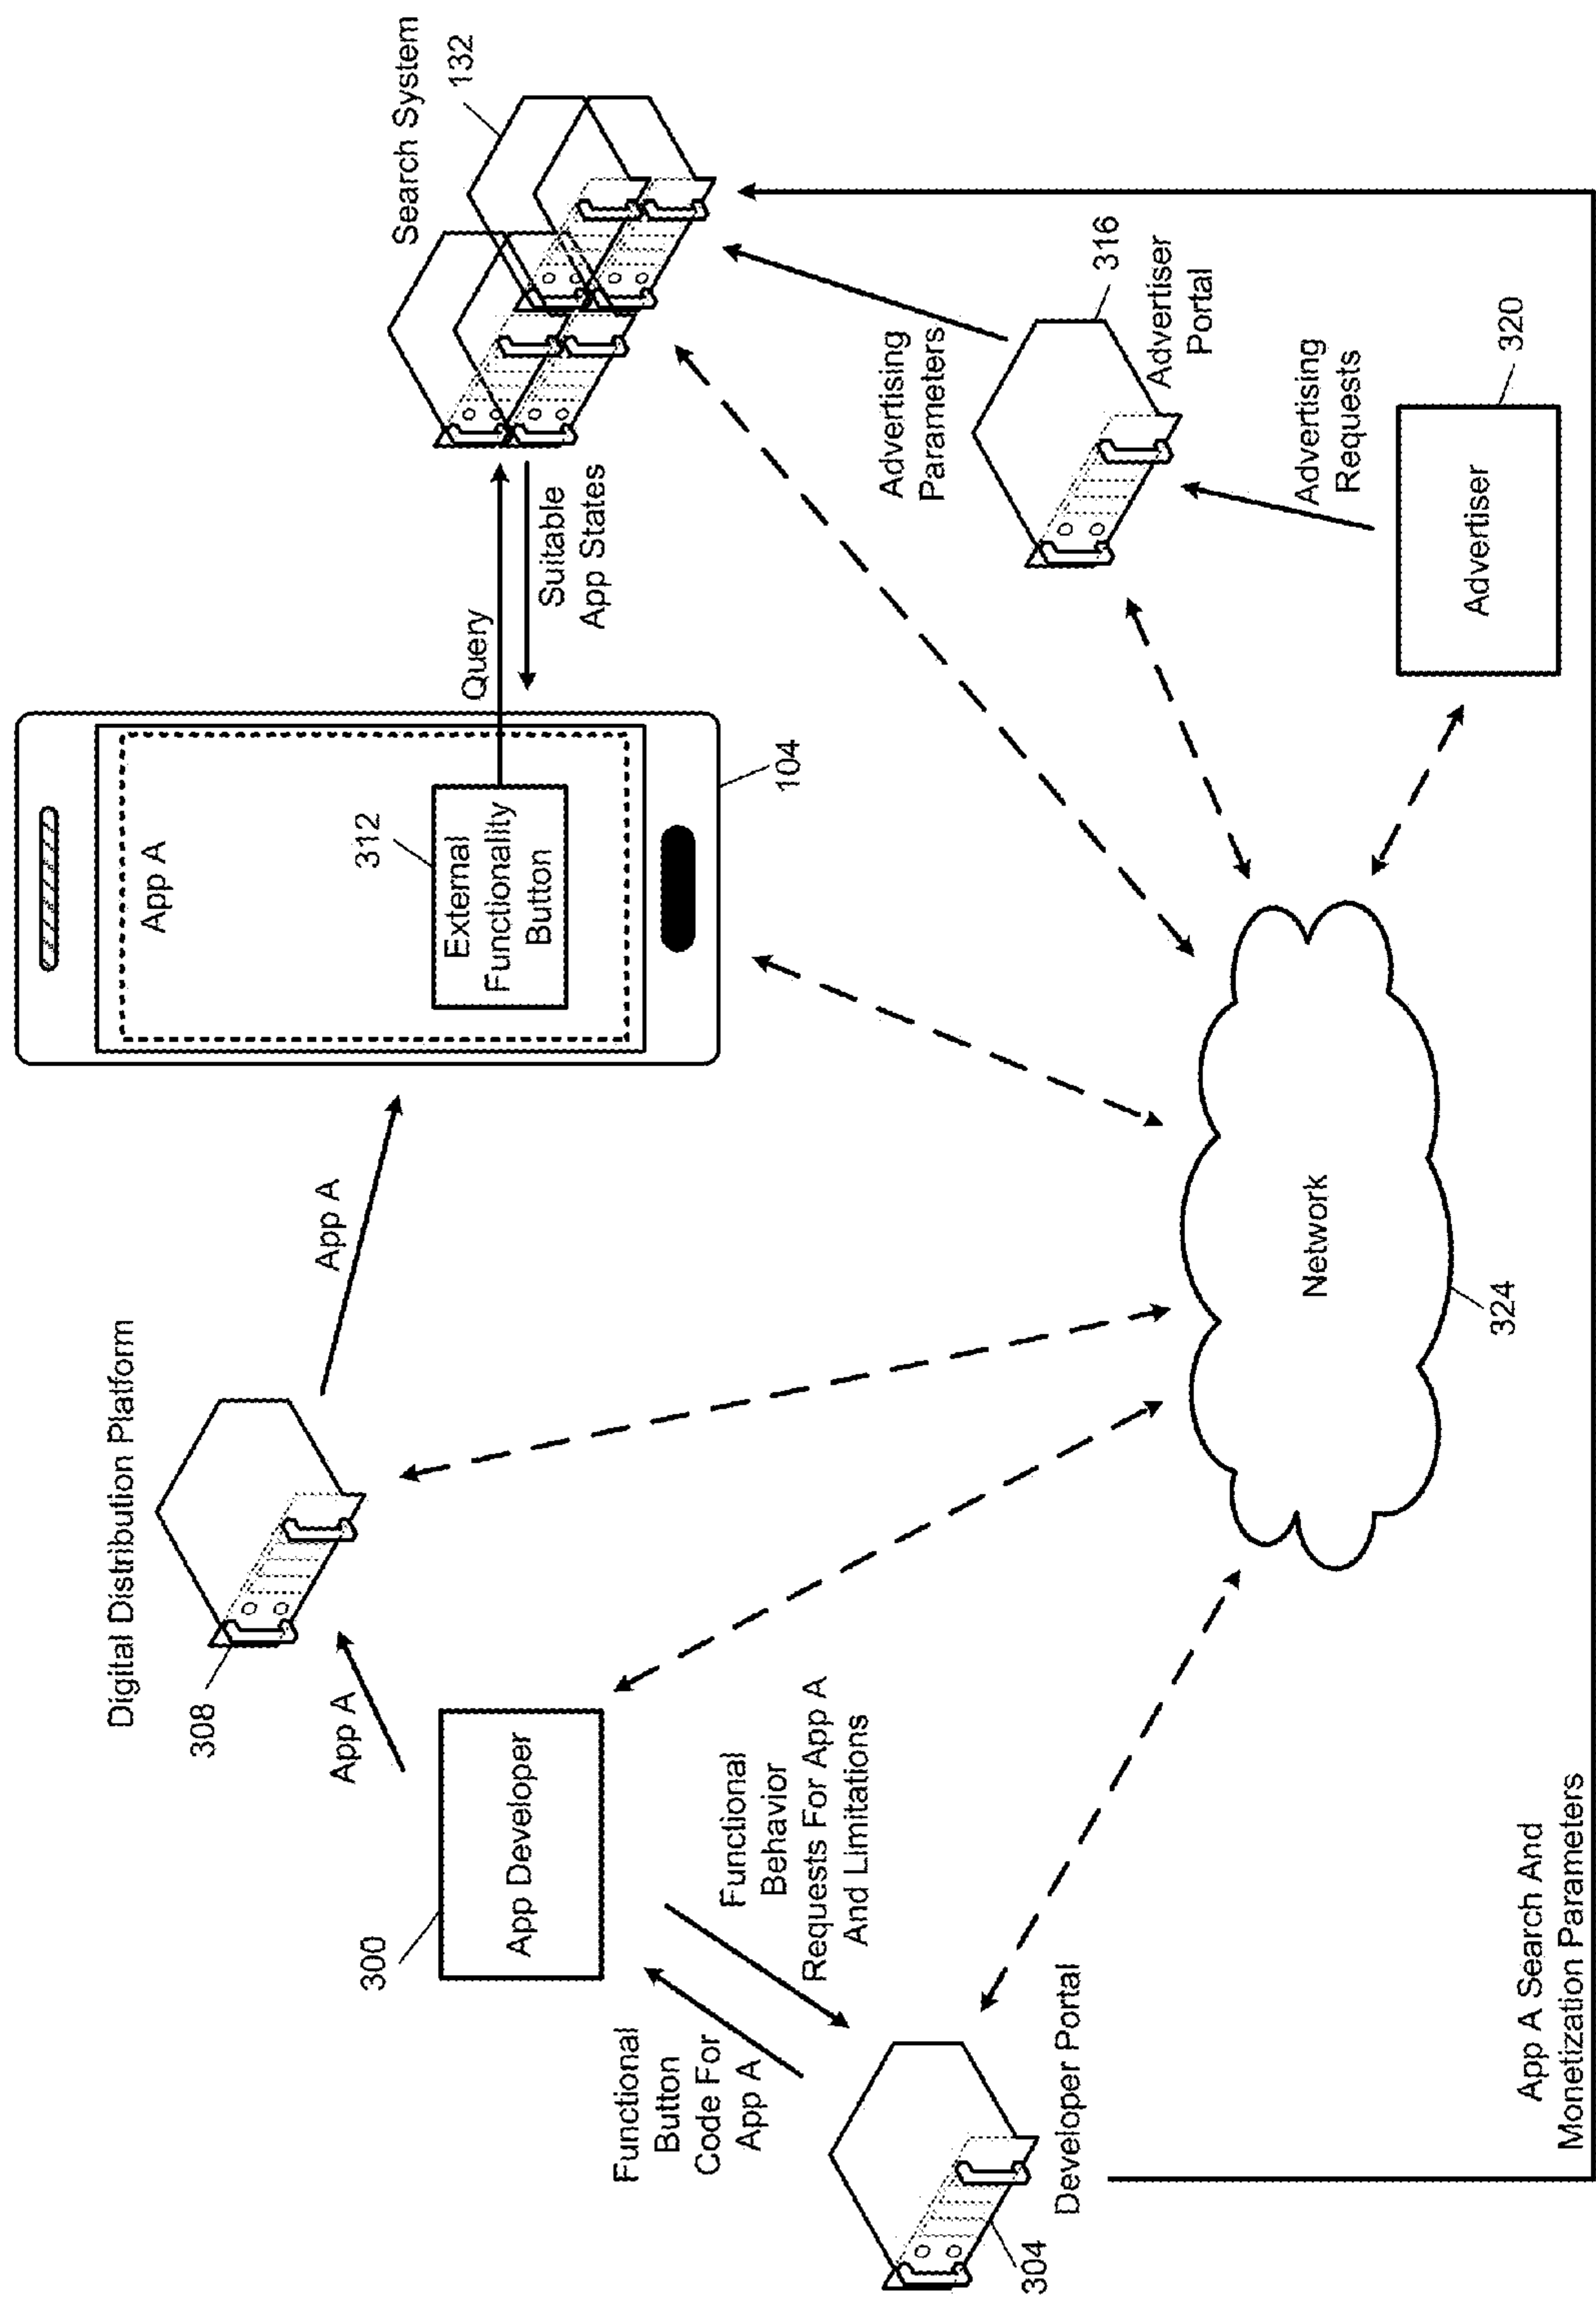 Digital Distribution Platform
308
App A
App A
300
App Developer
Functional
Button
Code For
App A
Functional
Behavior
Requests For App A
And Limitations
304
Developer Portal
App A Search And
Monetization Parameters
App A
312
External
Functionality
Button
104
Query
Suitable
App States
Search System
132
Advertising
Parameters
316
Advertiser
Portal
Advertising
Requests
320
Advertiser
Network
324